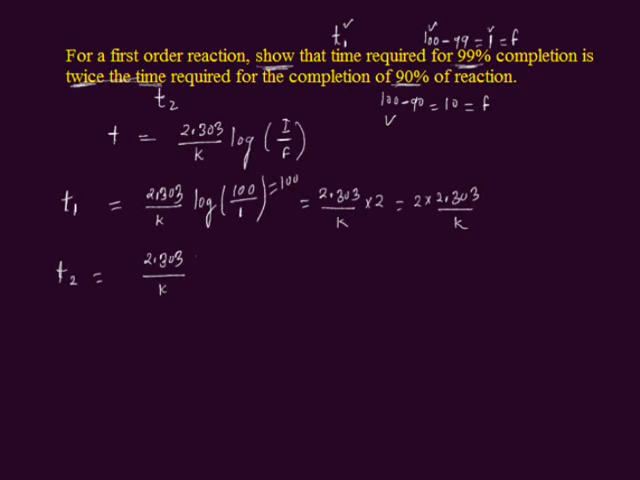 t₁ 100 - 99 = 1 = f
For a first order reaction, show that time required for 99% completion is
twice the time required for the completion of 90% of reaction.
t₂ 100 - 90 = 10 = f
t = 2.303/k log (I/f)
t₁ = 2.303/k log (100/1) = 100 = 2.303/k × 2 = 2 × 2.303/k
t₂ = 2.303/k